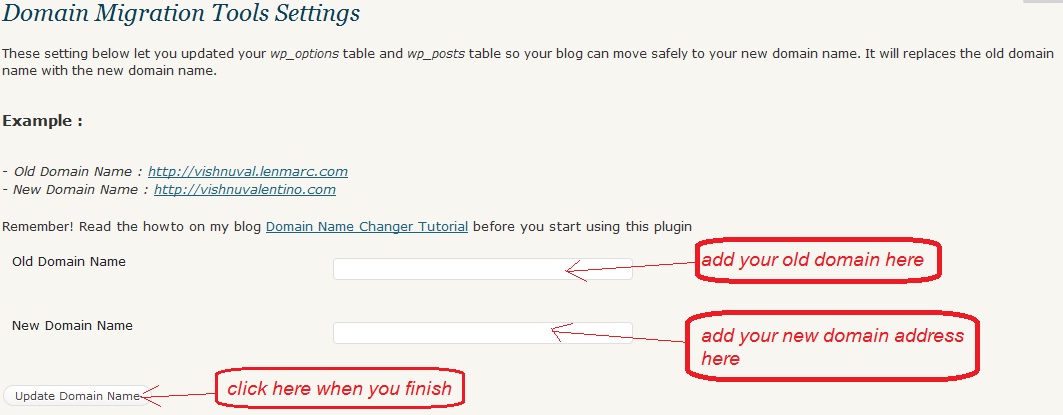 Domain Migration Tools Settings
These setting below let you updated your wp_options table and wp_posts table so your blog can move safely to your new domain name. It will replaces the old domain
name with the new domain name.
Example :
- Old Domain Name : http://vishnuval.lenmarc.com
- New Domain Name : http://vishnuvalentino.com
Remember! Read the howto on my blog Domain Name Changer Tutorial before you start using this plugin
Old Domain Name
add your old domain here
New Domain Name
add your new domain address
here
Update Domain Name
click here when you finish